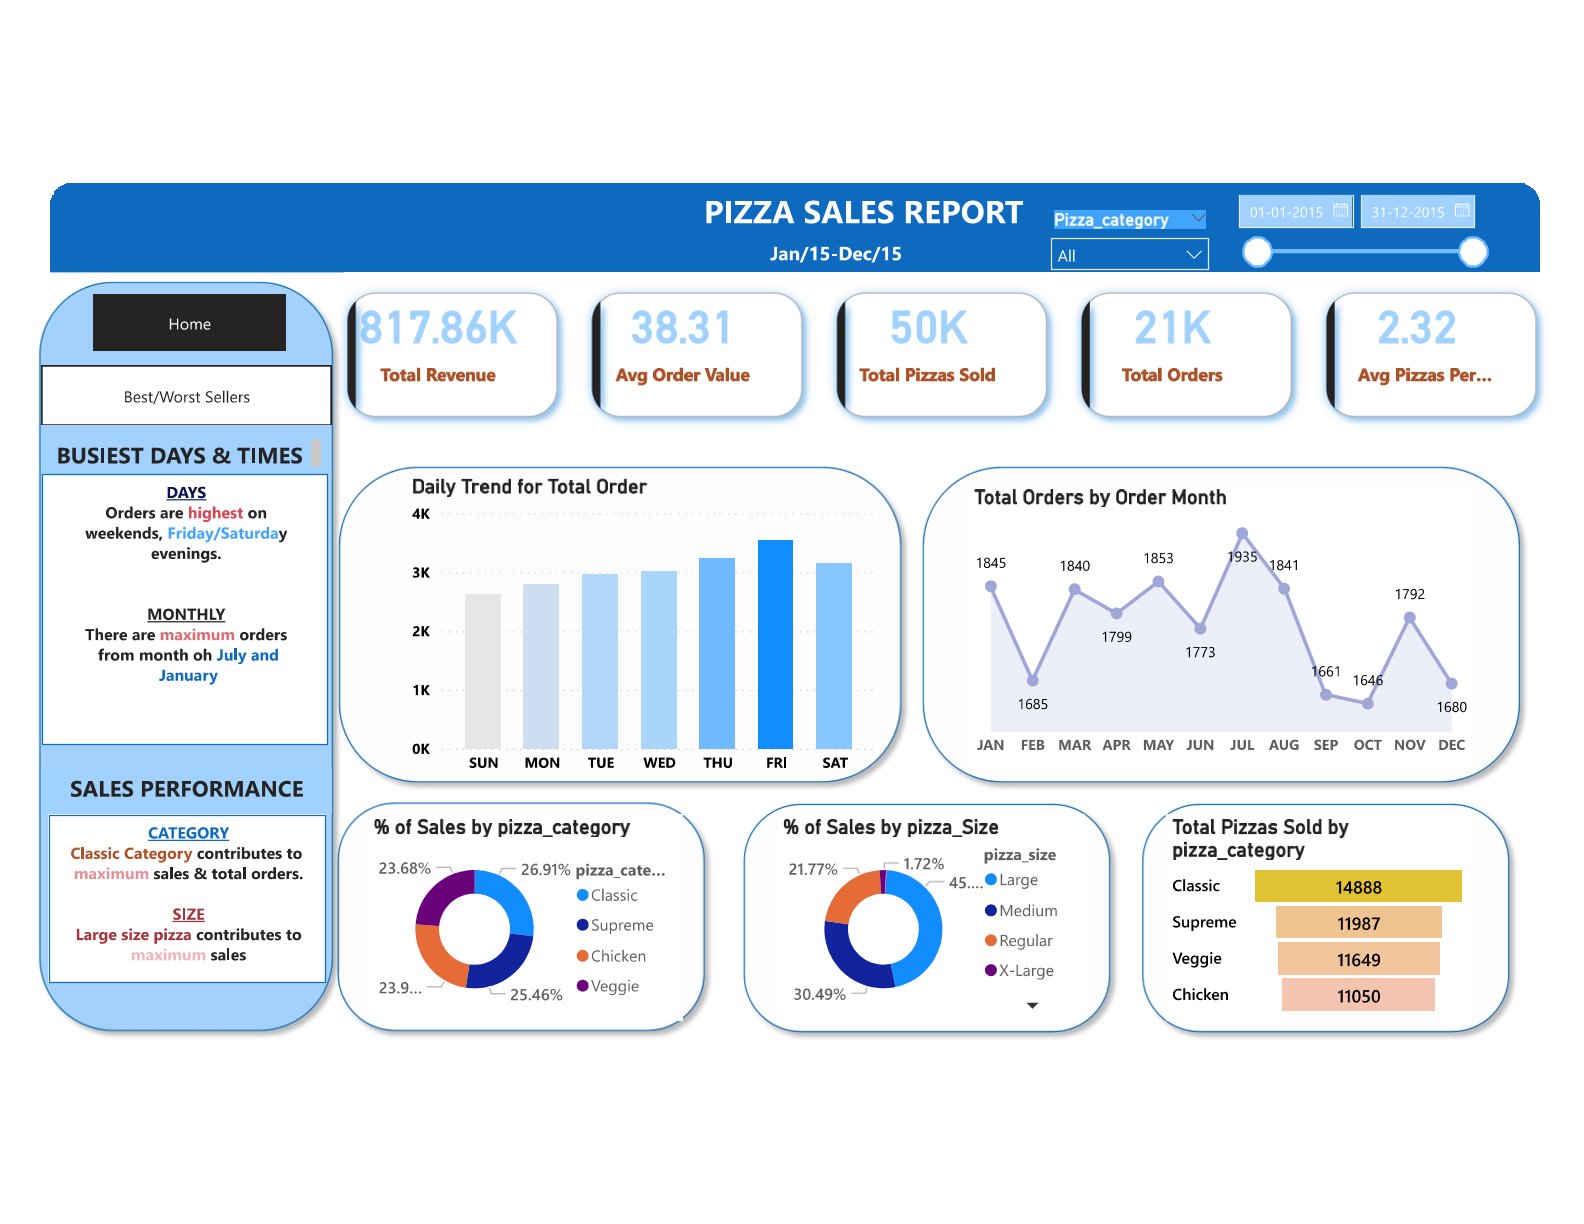 PIZZA SALES REPORT
Jan/15-Dec/15
Pizza_category
All
01-01-2015
31-12-2015
Home
Best/Worst Sellers
BUSIEST DAYS & TIMES
DAYS
Orders are highest on
weekends, Friday/Saturday
evenings.
MONTHLY
There are maximum orders
from month oh July and
January
SALES PERFORMANCE
CATEGORY
Classic Category contributes to
maximum sales & total orders.
SIZE
Large size pizza contributes to
maximum sales
817.86K
Total Revenue
38.31
Avg Order Value
50K
Total Pizzas Sold
21K
Total Orders
2.32
Avg Pizzas Per...
Daily Trend for Total Order
4K
3K
2K
1K
0K
SUN MON TUE WED THU FRI SAT
Total Orders by Order Month
1845
1685
1840
1799
1853
1773
1935
1841
1661
1646
1792
1680
JAN FEB MAR APR MAY JUN JUL AUG SEP OCT NOV DEC
% of Sales by pizza_category
23.68%
26.91%
23.9...
25.46%
pizza_cate...
Classic
Supreme
Chicken
Veggie
% of Sales by pizza_Size
21.77%
1.72%
45....
30.49%
pizza_size
Large
Medium
Regular
X-Large
Total Pizzas Sold by
pizza_category
Classic 14888
Supreme 11987
Veggie 11649
Chicken 11050